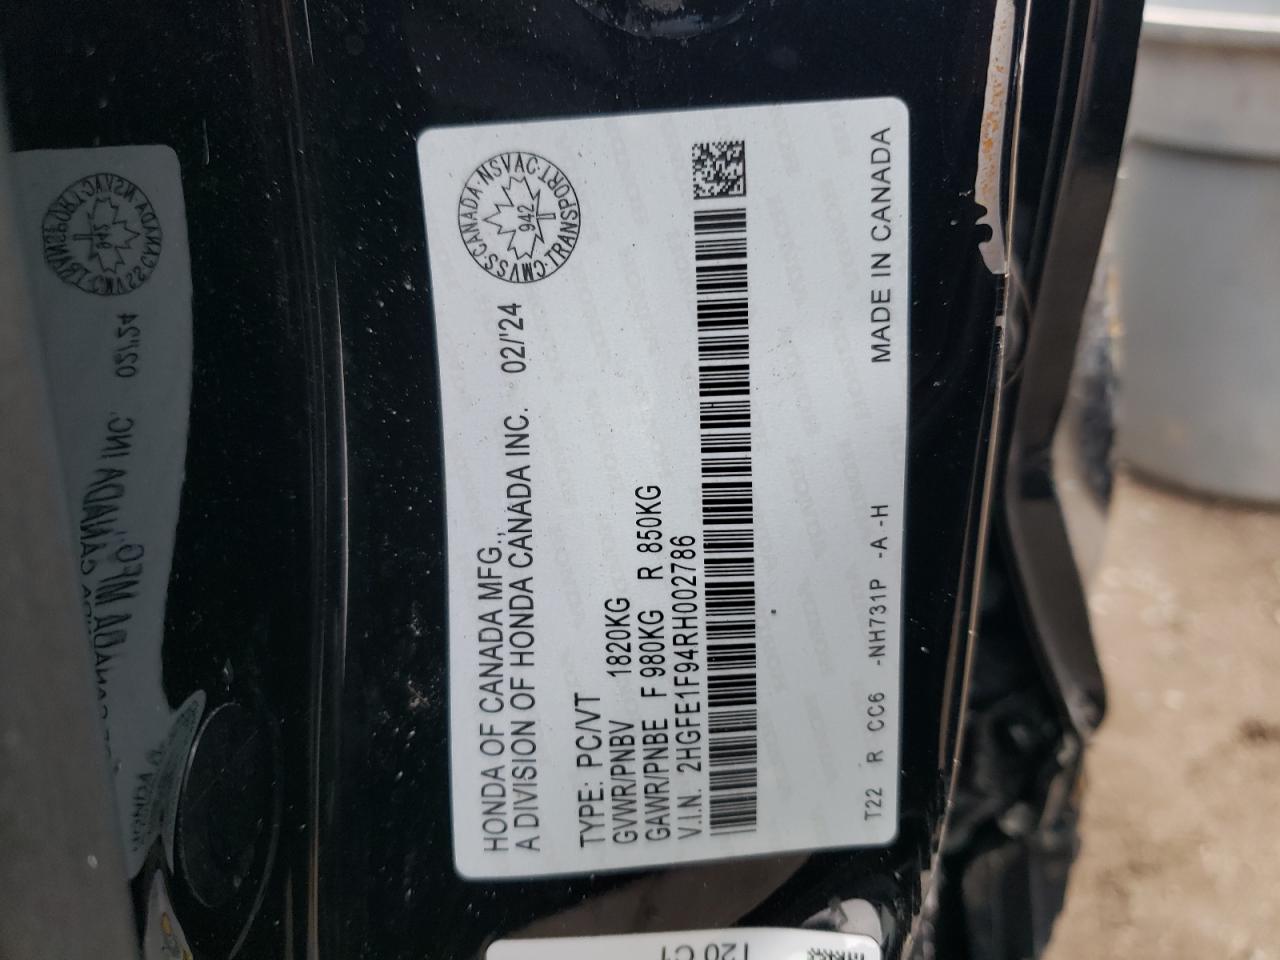 HONDA OF CANADA MFG.,
A DIVISION OF HONDA CANADA INC. 02/'24
CMVSS·CANADA·NSVAC·TRANSPORT·
942
TYPE: PC/VT
GVWR/PNBV 1820KG
GAWR/PNBE F 980KG R 850KG
V.I.N. 2HGFE1F94RH002786
T22 R CC6 -NH731P -A -H MADE IN CANADA